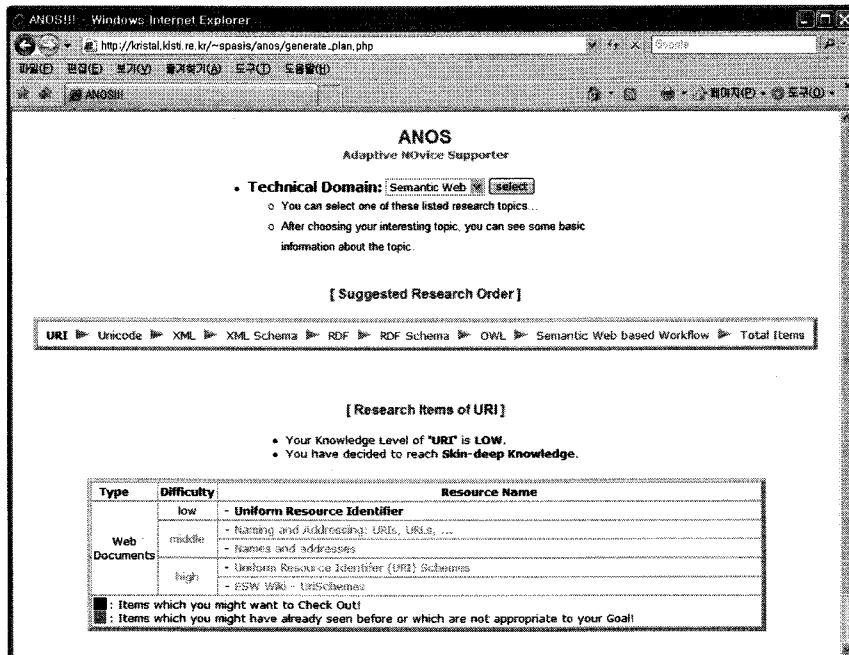 ANOS!!! - Windows Internet Explorer
http://kristal.kisti.re.kr/~spasis/anos/generate_plan.php
Google
파일(F) 편집(E) 보기(V) 즐겨찾기(A) 도구(T) 도움말(H)
ANOS!!!
페이지(P) 도구(O)
ANOS
Adaptive NOvice Supporter
• Technical Domain: Semantic Web select
o You can select one of these listed research topics...
o After choosing your interesting topic, you can see some basic
information about the topic.
[ Suggested Research Order ]
URI Unicode XML XML Schema RDF RDF Schema OWL Semantic Web based Workflow Total Items
[ Research Items of URI ]
• Your Knowledge Level of "URI" is LOW.
• You have decided to reach Skin-deep Knowledge.
Type Difficulty Resource Name
Web Documents
low - Uniform Resource Identifier
middle - Naming and Addressing: URIs, URLs, ...
- Names and addresses
high - Uniform Resource Identifer (URI) Schemes
- ESW Wiki - UriSchemes
: Items which you might want to Check Out!
: Items which you might have already seen before or which are not appropriate to your Goal!